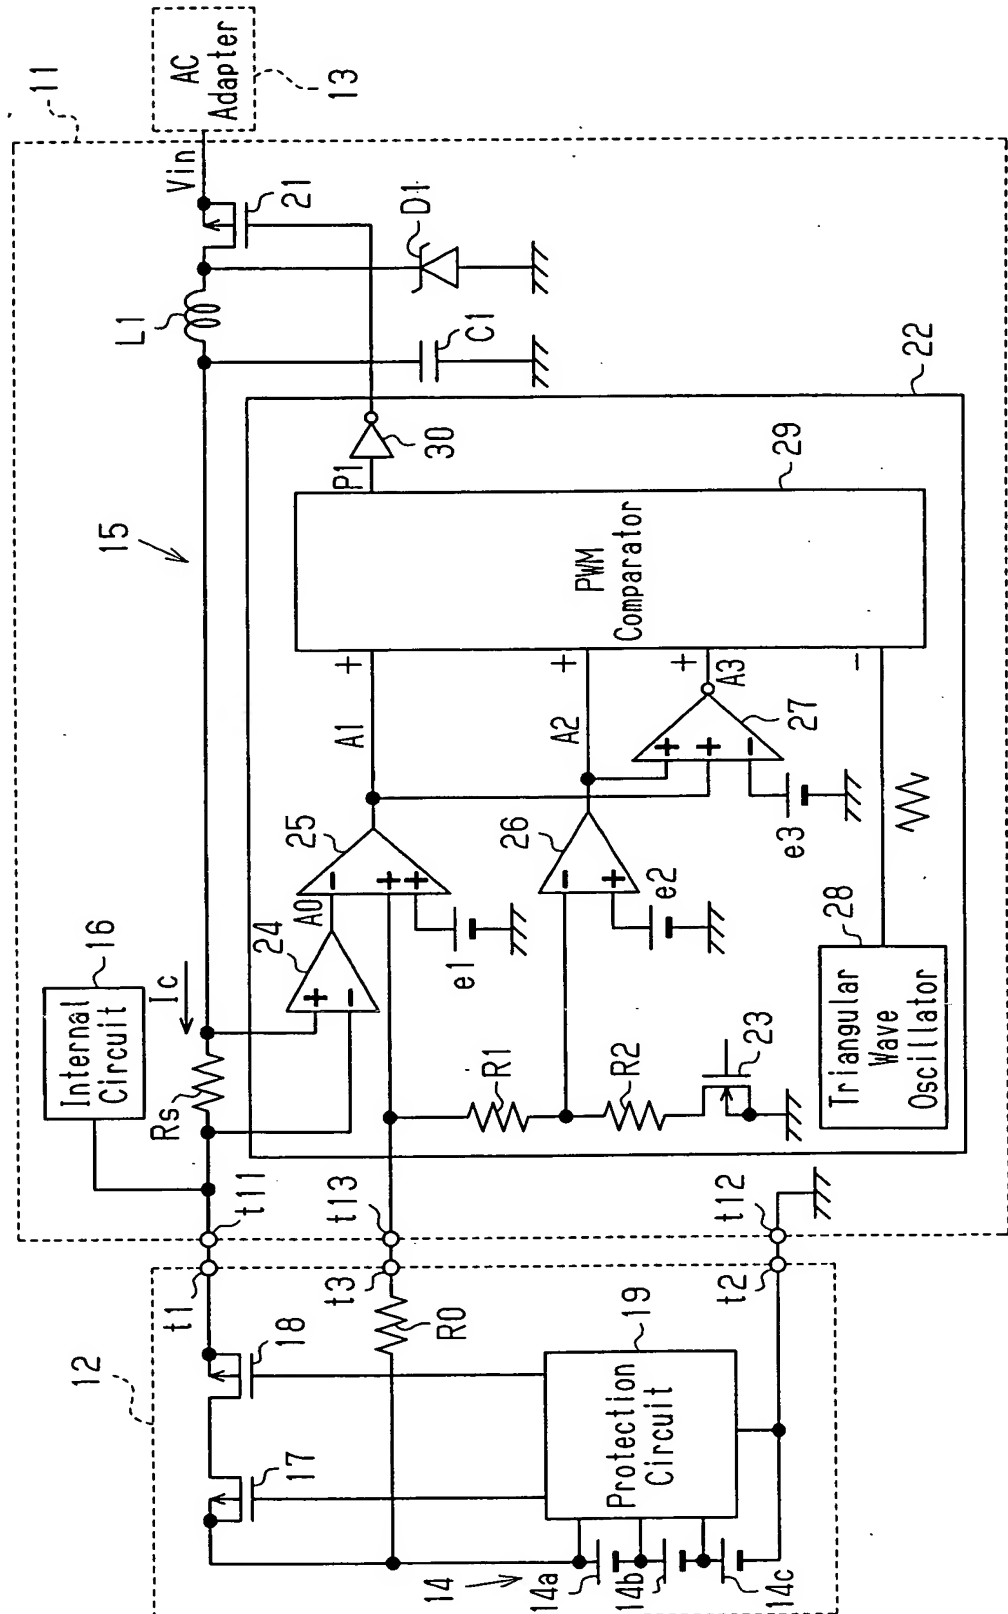 11
AC
Adapter
13
Vin
21
D1
L1
C1
22
30
P1
15
29
PWM
Comparator
+
+
+
-
A1
A2
A3
27
+
+
-
e3
25
-
+
+
26
-
+
e2
e1
A0
24
+
-
16
Internal
Circuit
Ic
Rs
R1
R2
23
28
Triangular
Wave
Oscillator
t11
t13
t12
t1
t3
t2
12
18
17
R0
19
Protection
Circuit
14
14a
14b
14c